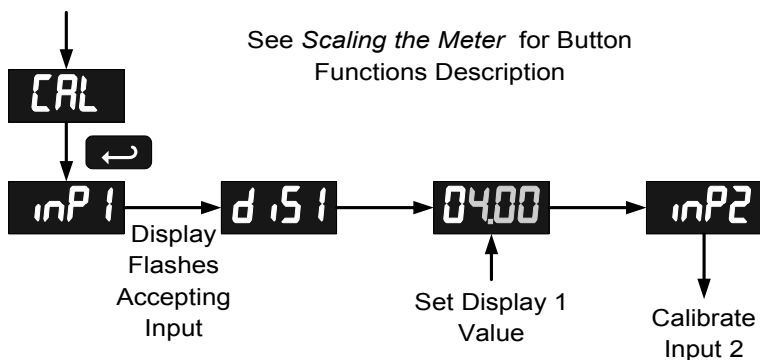 See Scaling the Meter for Button
Functions Description
CAL
inP1
diS1
04.00
inP2
Display
Flashes
Accepting
Input
Set Display 1
Value
Calibrate
Input 2